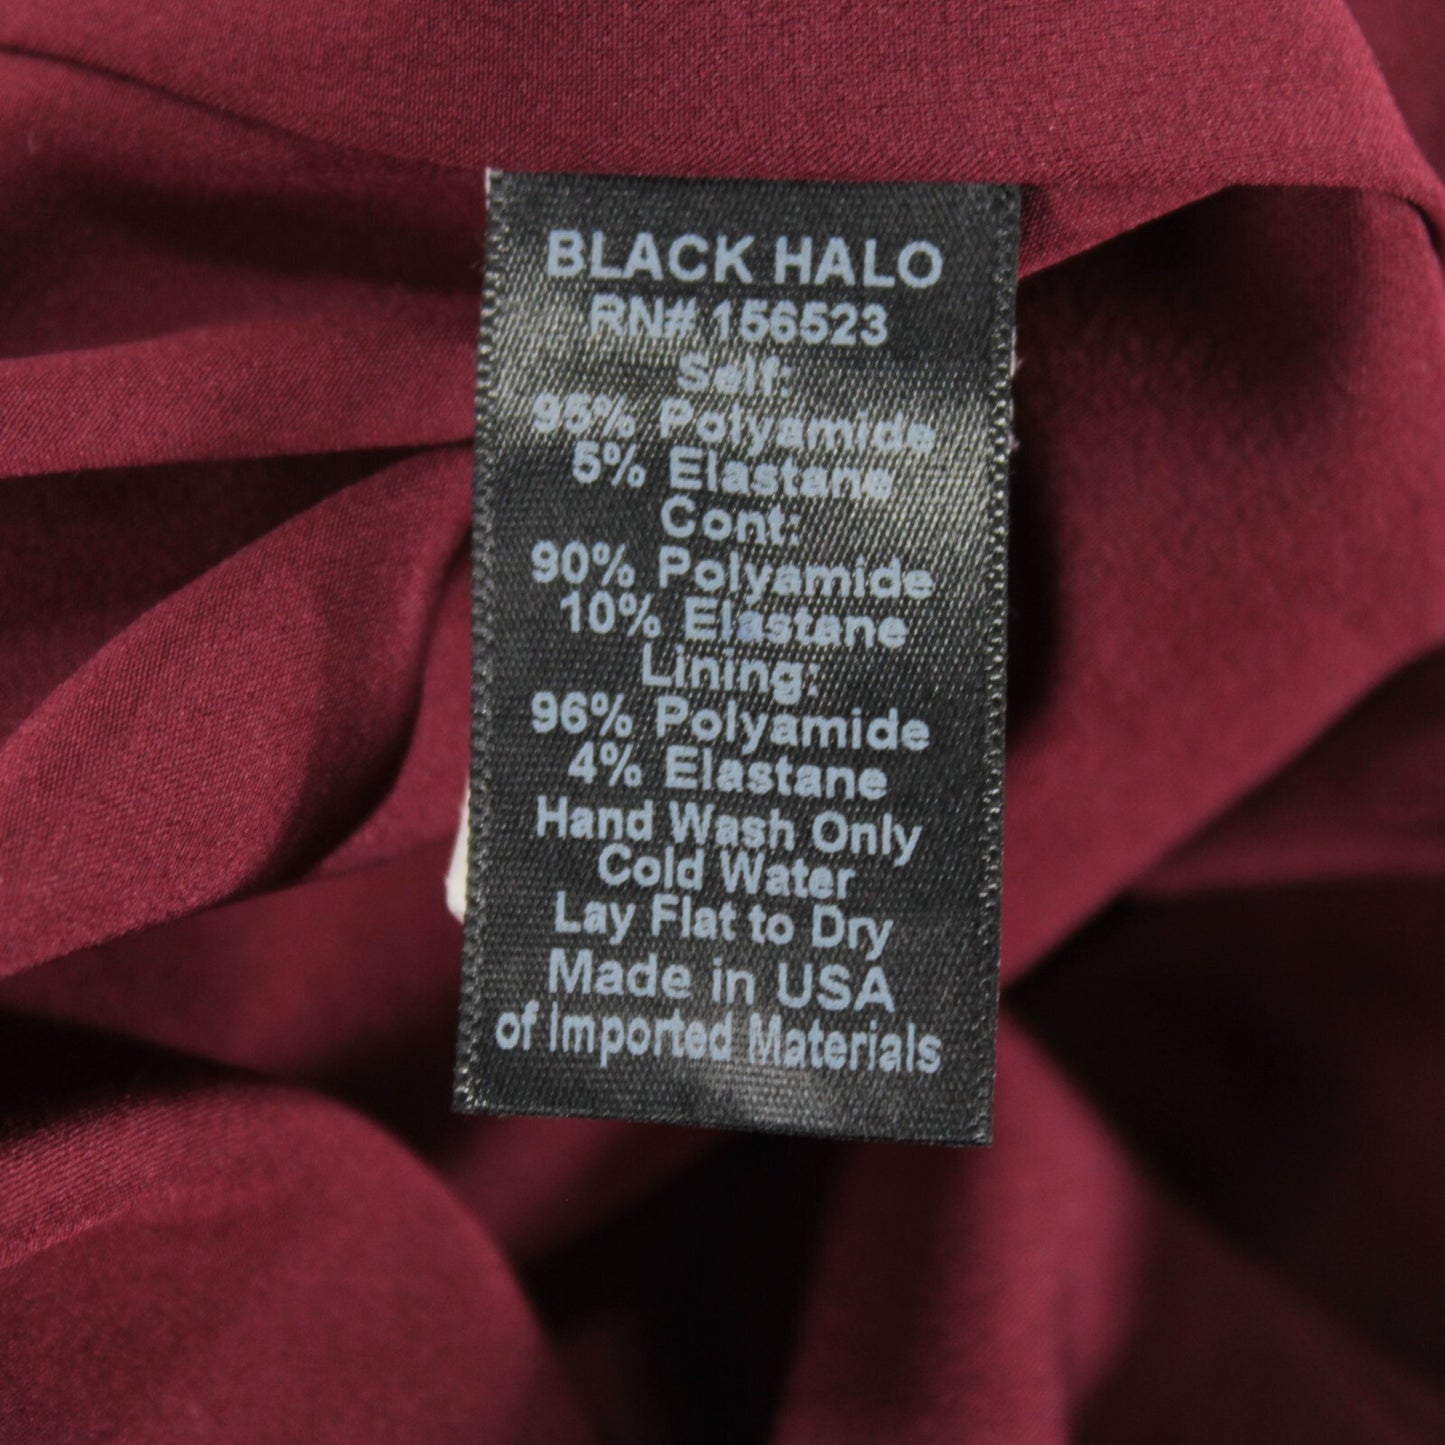 BLACK HALO
RN# 156523
Self:
95% Polyamide
5% Elastane
Cont:
90% Polyamide
10% Elastane
Lining:
96% Polyamide
4% Elastane
Hand Wash Only
Cold Water
Lay Flat to Dry
Made in USA
of Imported Materials